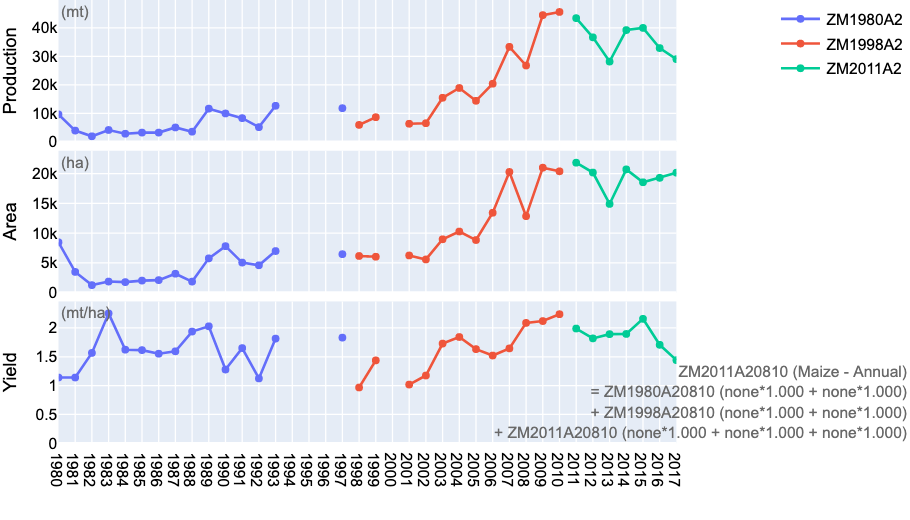 (mt)
Production
40k
30k
20k
10k
0
ZM1980A2
ZM1998A2
ZM2011A2
(ha)
Area
20k
15k
10k
5k
0
(mt/ha)
Yield
2
1.5
1
0.5
0
ZM2011A20810 (Maize - Annual)
= ZM1980A20810 (none*1.000 + none*1.000)
+ ZM1998A20810 (none*1.000 + none*1.000)
+ ZM2011A20810 (none*1.000 + none*1.000 + none*1.000)
1980
1981
1982
1983
1984
1985
1986
1987
1988
1989
1990
1991
1992
1993
1994
1995
1996
1997
1998
1999
2000
2001
2002
2003
2004
2005
2006
2007
2008
2009
2010
2011
2012
2013
2014
2015
2016
2017